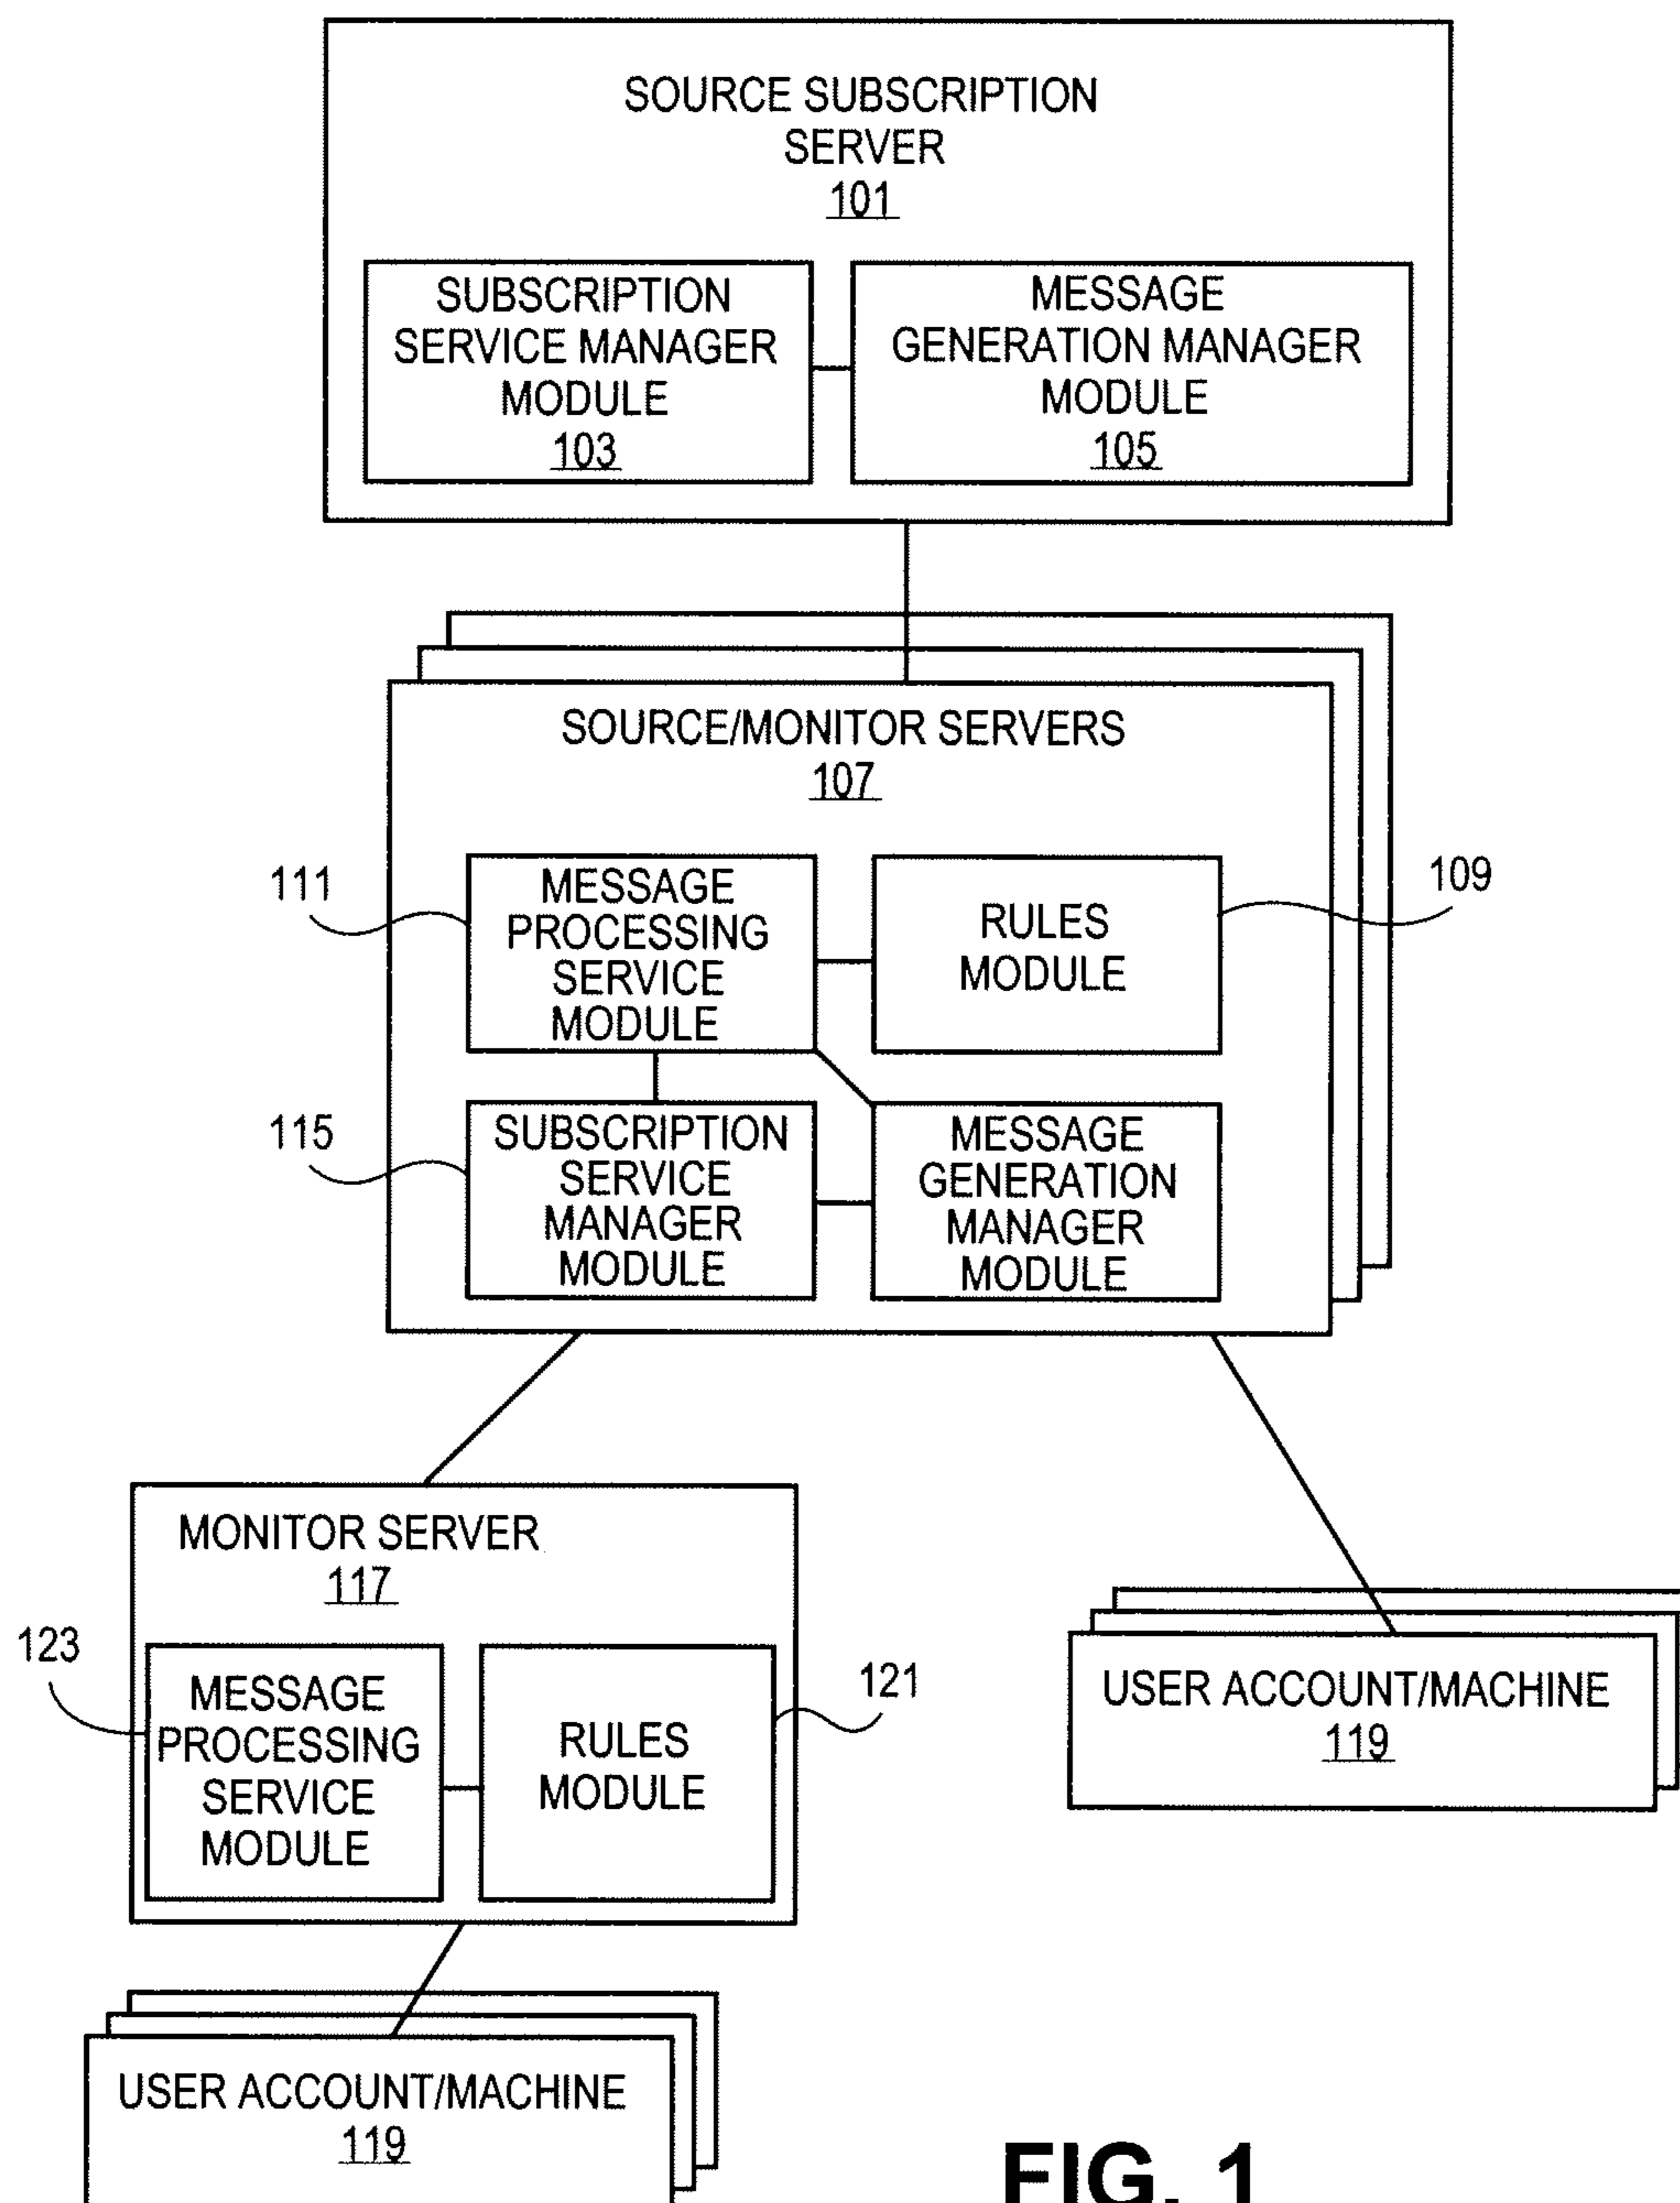 SOURCE SUBSCRIPTION
SERVER
101
SUBSCRIPTION
SERVICE MANAGER
MODULE
103
MESSAGE
GENERATION MANAGER
MODULE
105
SOURCE/MONITOR SERVERS
107
111
MESSAGE
PROCESSING
SERVICE
MODULE
RULES
MODULE
109
115
SUBSCRIPTION
SERVICE
MANAGER
MODULE
MESSAGE
GENERATION
MANAGER
MODULE
MONITOR SERVER
117
123
MESSAGE
PROCESSING
SERVICE
MODULE
RULES
MODULE
121
USER ACCOUNT/MACHINE
119
USER ACCOUNT/MACHINE
119
FIG. 1